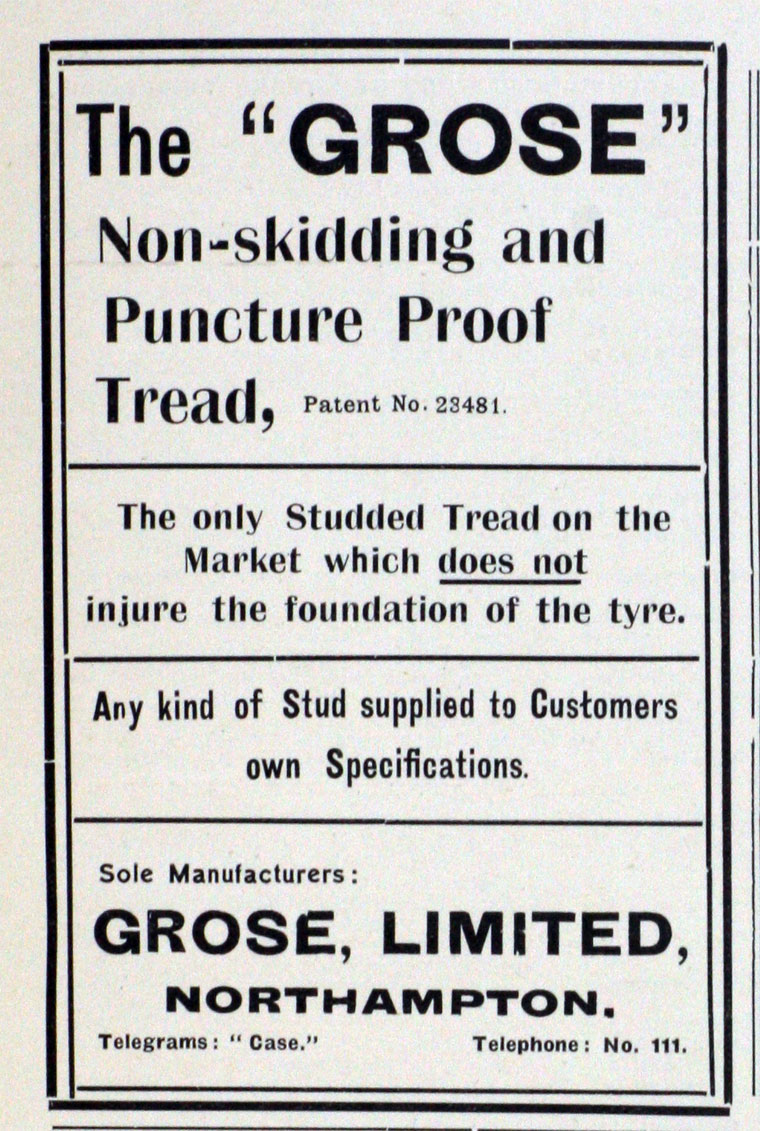 The “GROSE”
Non-skidding and
Puncture Proof
Tread, Patent No. 23481.
The only Studded Tread on the
Market which does not
injure the foundation of the tyre.
Any kind of Stud supplied to Customers
own Specifications.
Sole Manufacturers:
GROSE, LIMITED,
NORTHAMPTON.
Telegrams: “Case.” Telephone: No. 111.